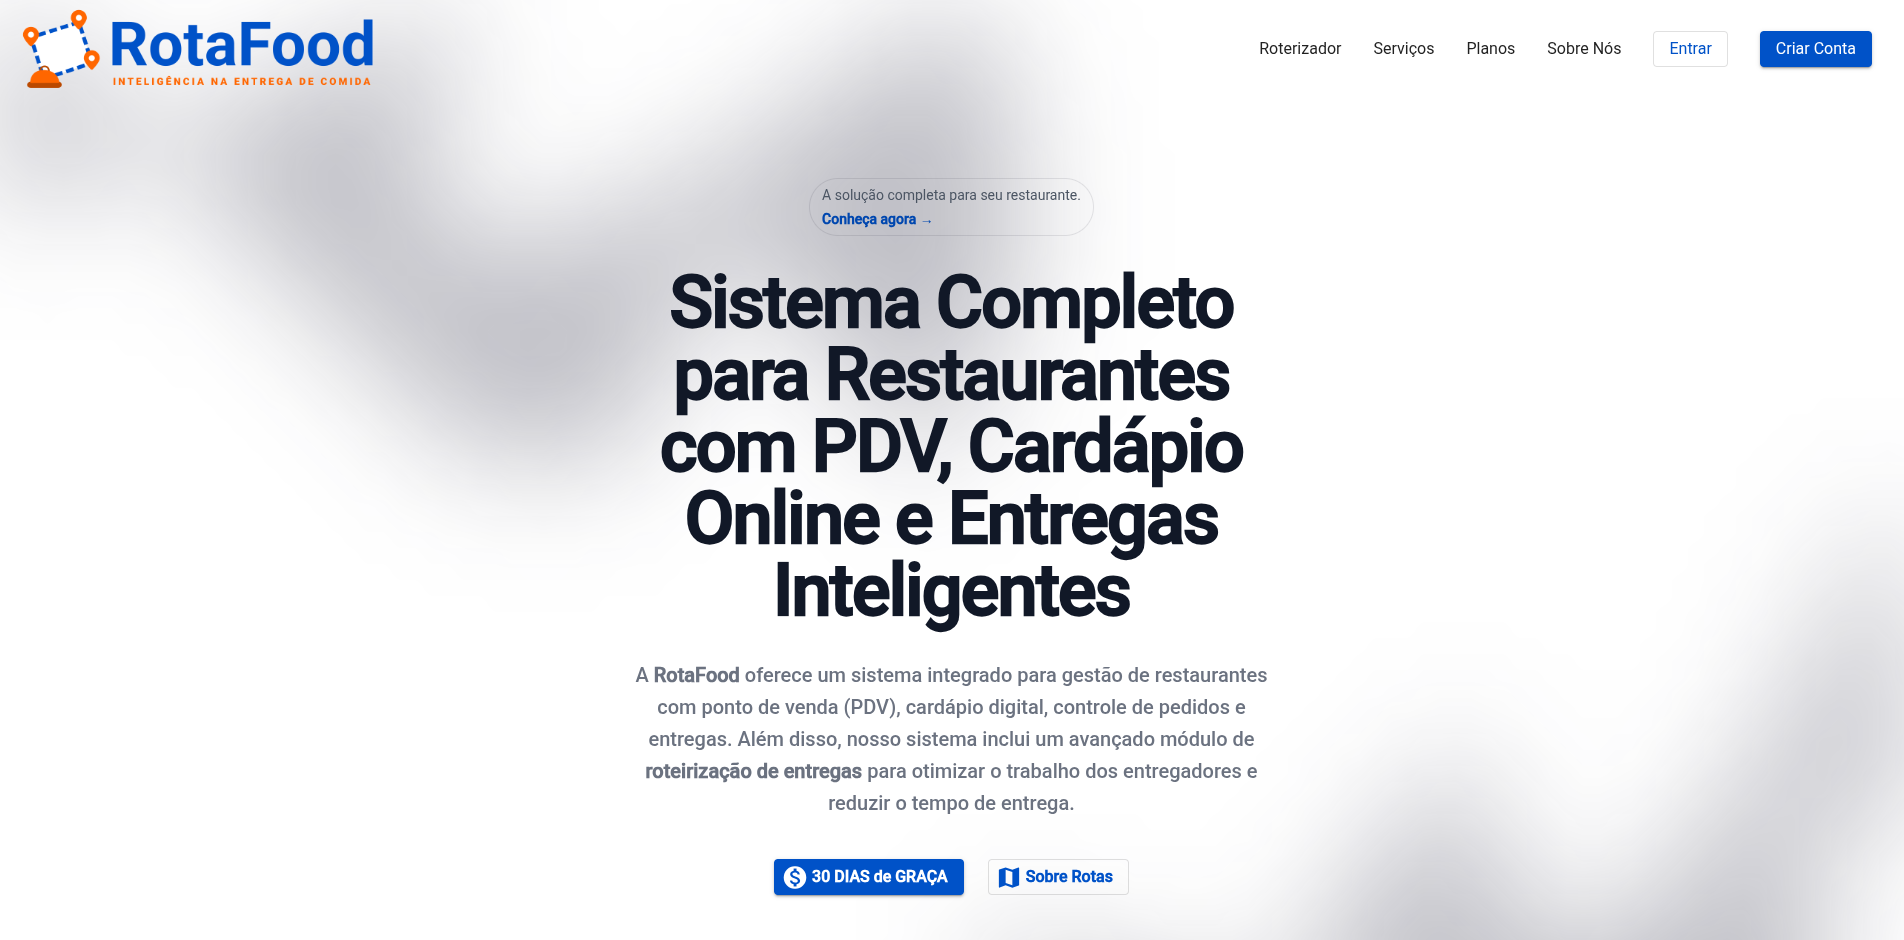 RotaFood
INTELIGÊNCIA NA ENTREGA DE COMIDA
Roterizador
Serviços
Planos
Sobre Nós
Entrar
Criar Conta
A solução completa para seu restaurante.
Conheça agora →
Sistema Completo
para Restaurantes
com PDV, Cardápio
Online e Entregas
Inteligentes
A RotaFood oferece um sistema integrado para gestão de restaurantes
com ponto de venda (PDV), cardápio digital, controle de pedidos e
entregas. Além disso, nosso sistema inclui um avançado módulo de
roteirização de entregas para otimizar o trabalho dos entregadores e
reduzir o tempo de entrega.
30 DIAS de GRAÇA
Sobre Rotas